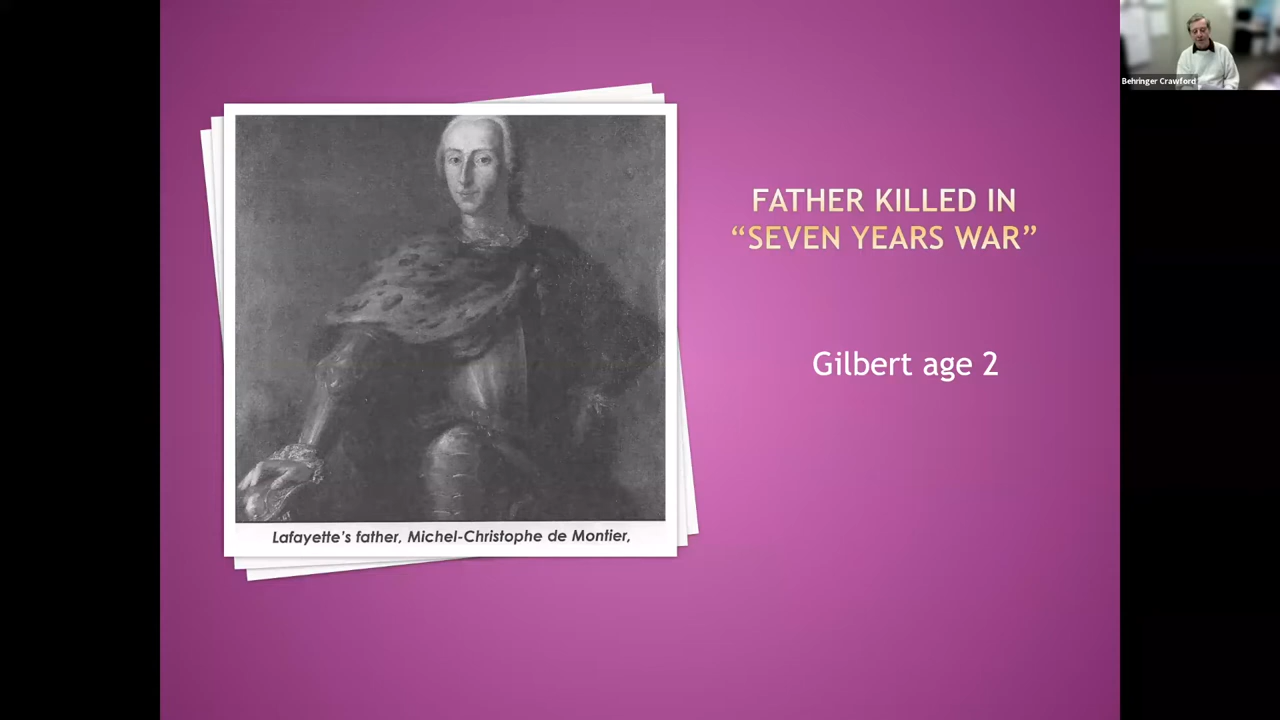 Behringer Crawford
FATHER KILLED IN
“SEVEN YEARS WAR”
Gilbert age 2
Lafayette’s father, Michel-Christophe de Montier,